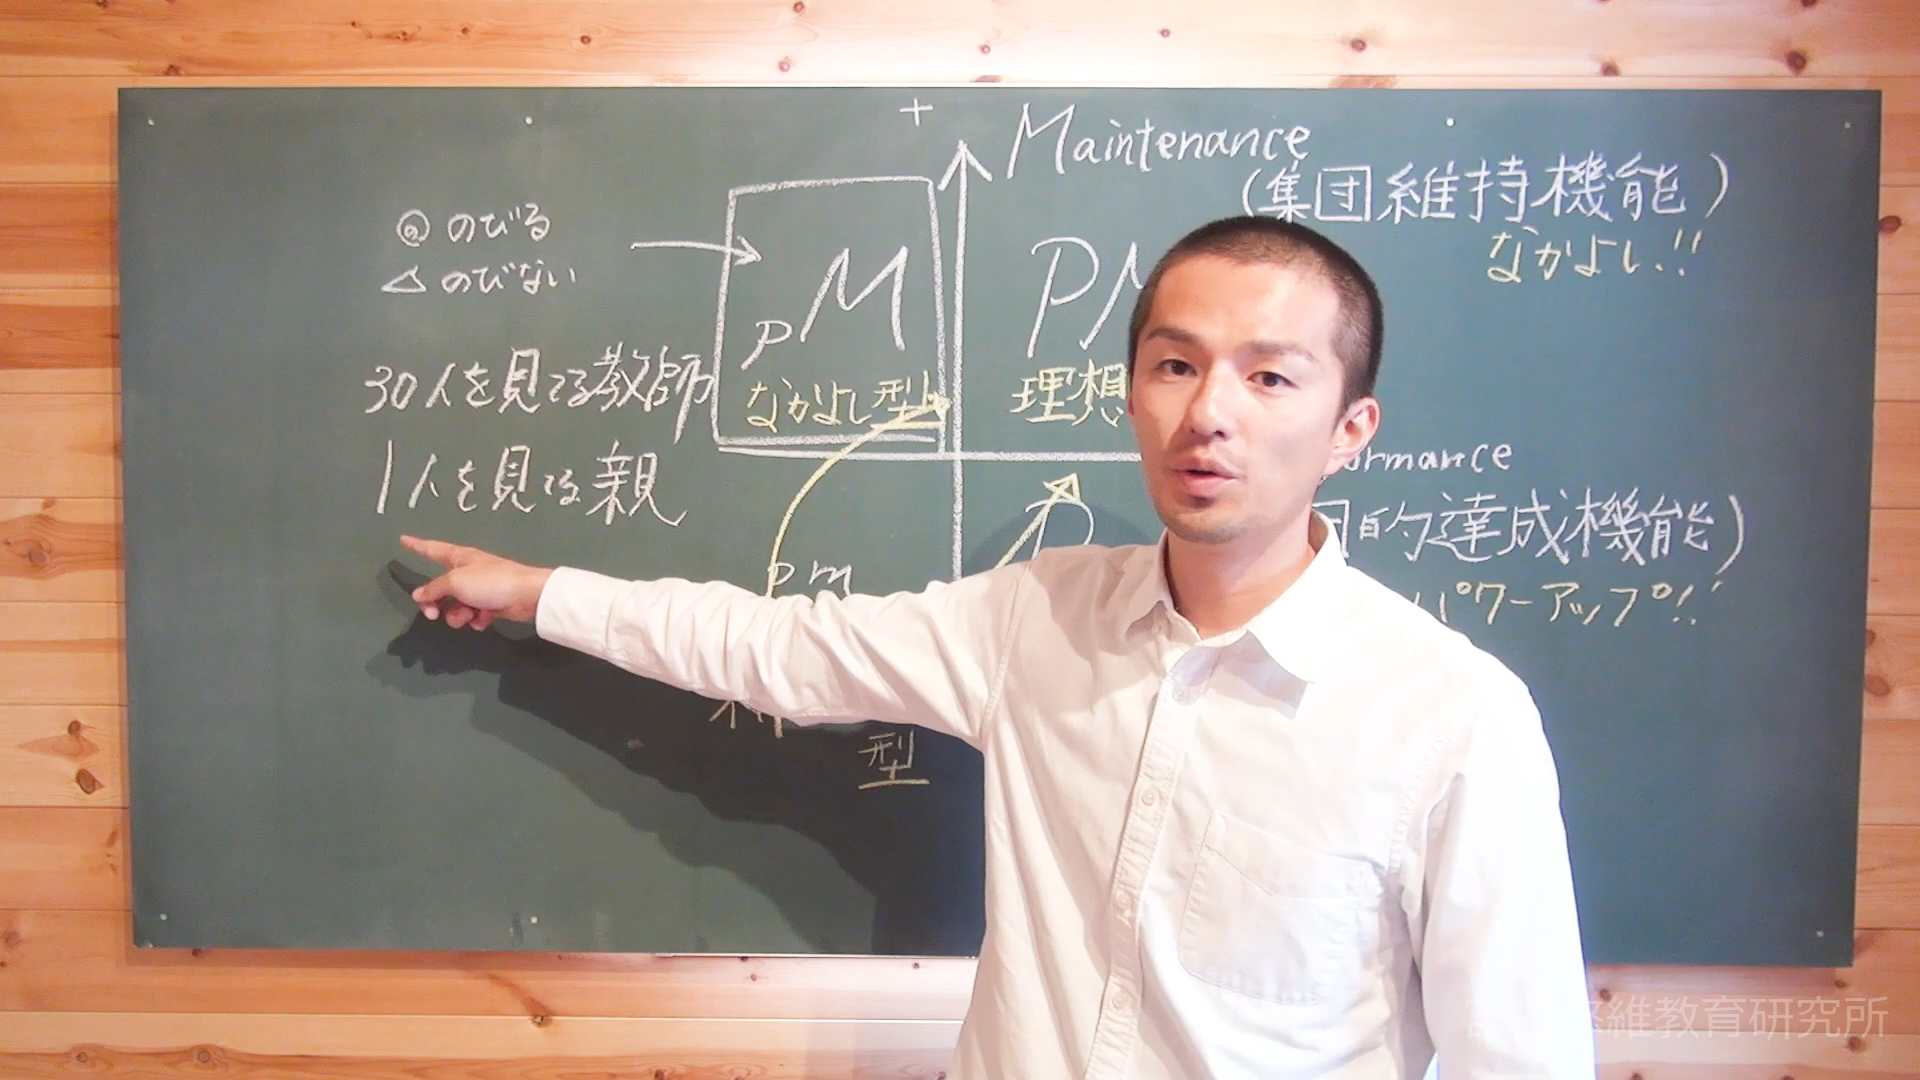 +
Maintenance
(集団維持機能)
なかよし!!
◎ のびる
△ のびない
pM
なかよし型
PM
理想
30人を見てる教師
1人を見てる親
ormance
的達成機能)
パワーアップ!!
P
pm
型
維教育研究所